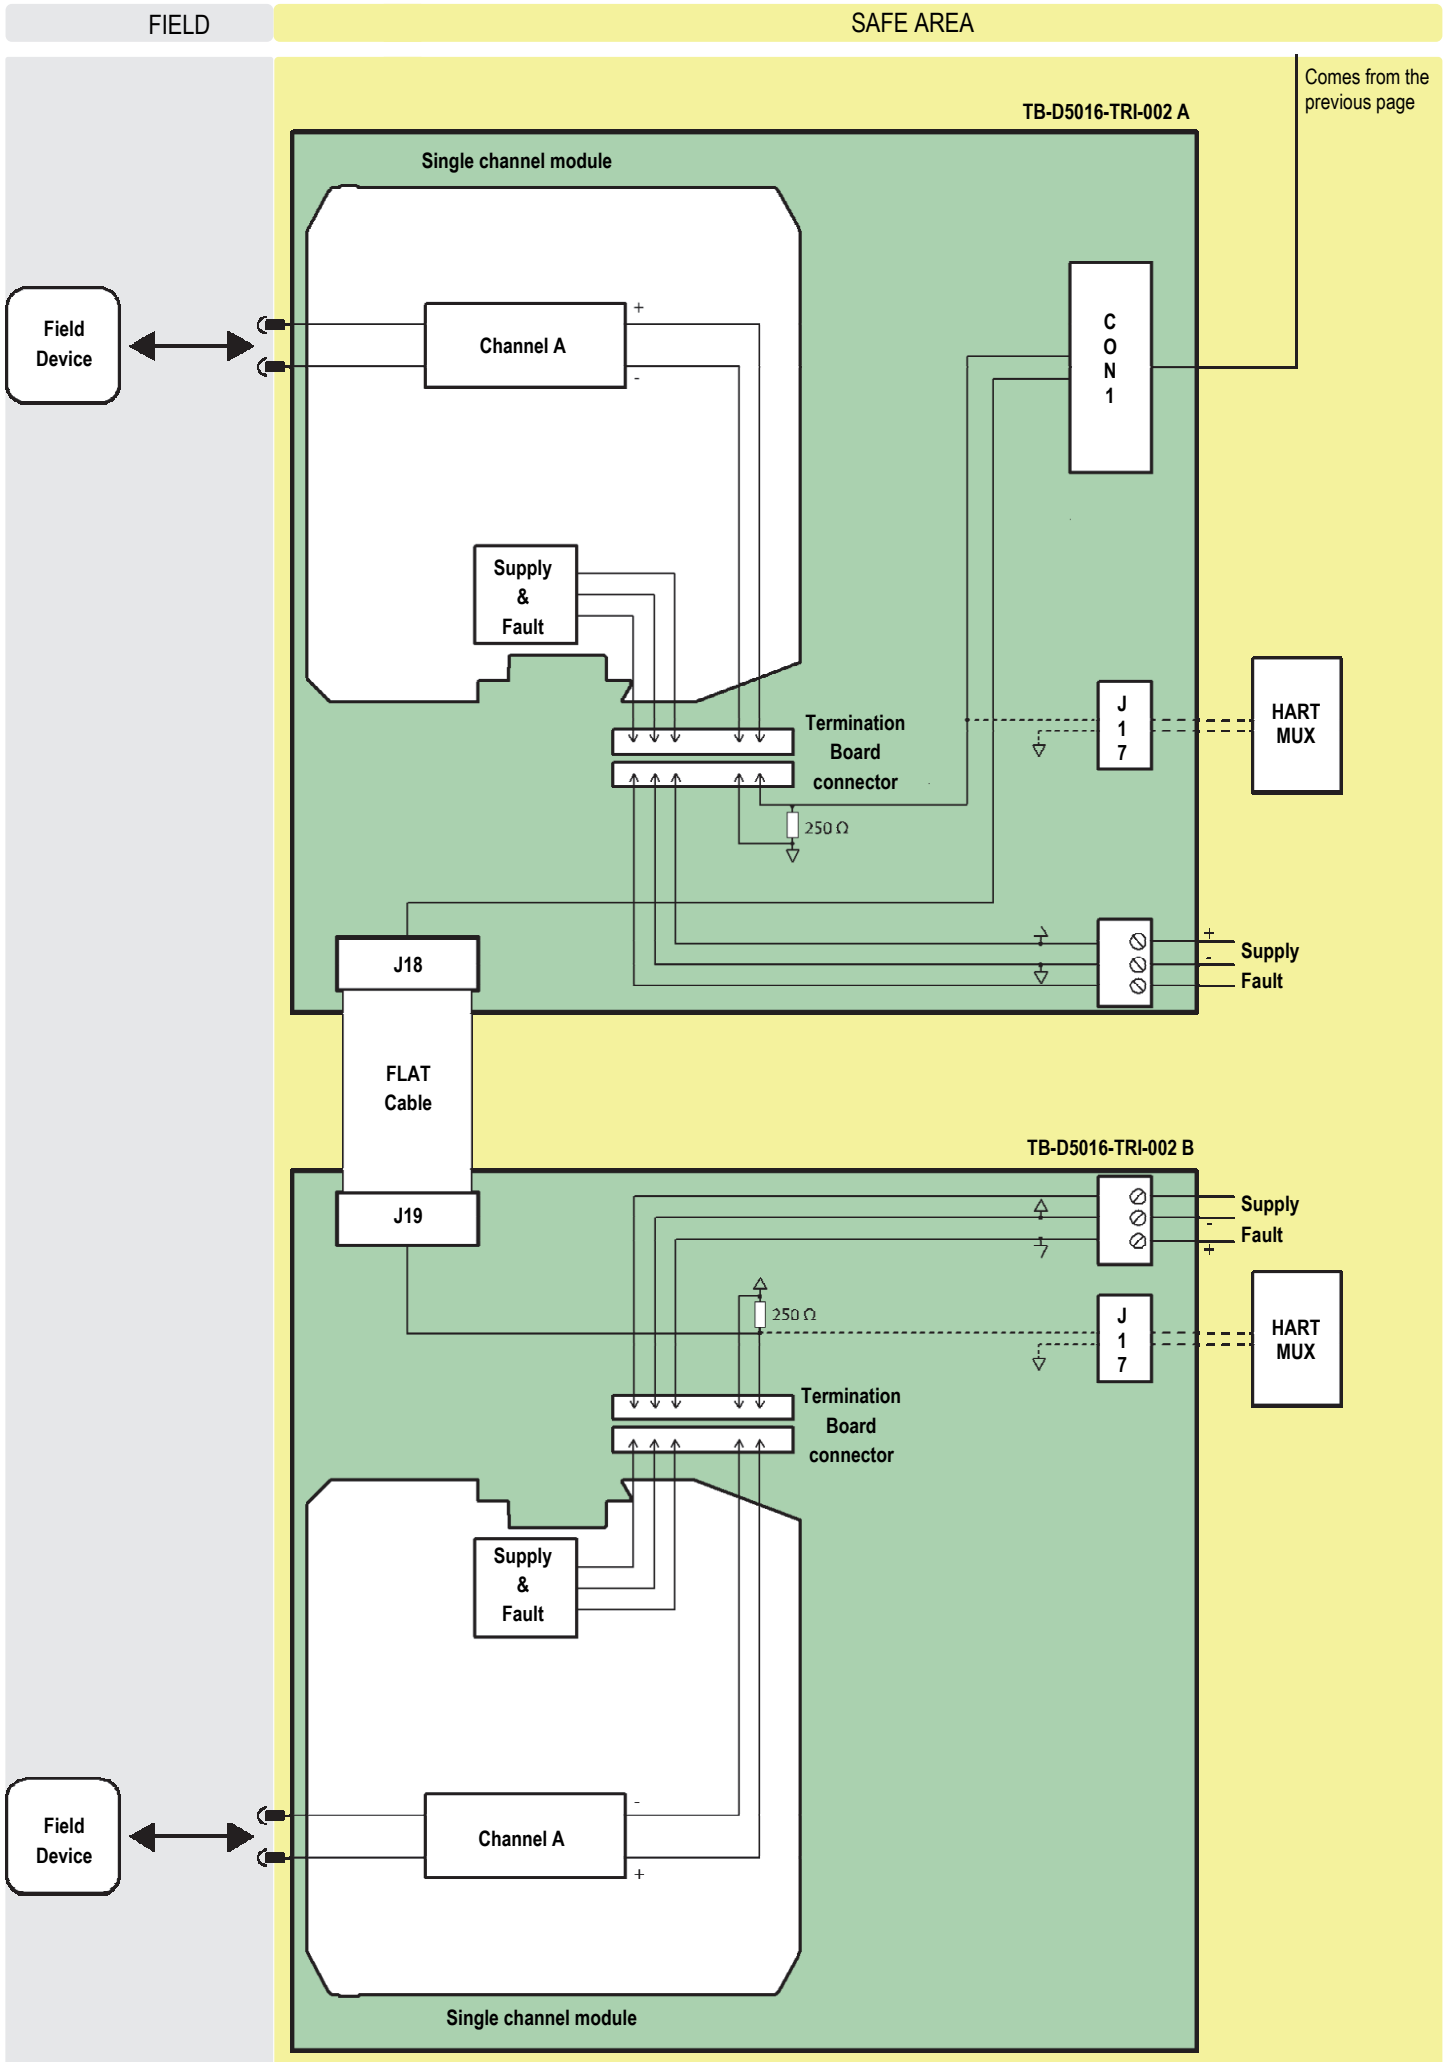 FIELD
SAFE AREA
Comes from the
previous page
TB-D5016-TRI-002 A
Single channel module
Field
Device
Channel A
+
-
C
O
N
1
Supply
&
Fault
Termination
Board
connector
250 Ω
J
1
7
HART
MUX
J18
+
-
Supply
Fault
FLAT
Cable
TB-D5016-TRI-002 B
J19
Supply
-
Fault
+
250 Ω
J
1
7
HART
MUX
Termination
Board
connector
Supply
&
Fault
Field
Device
Channel A
-
+
Single channel module